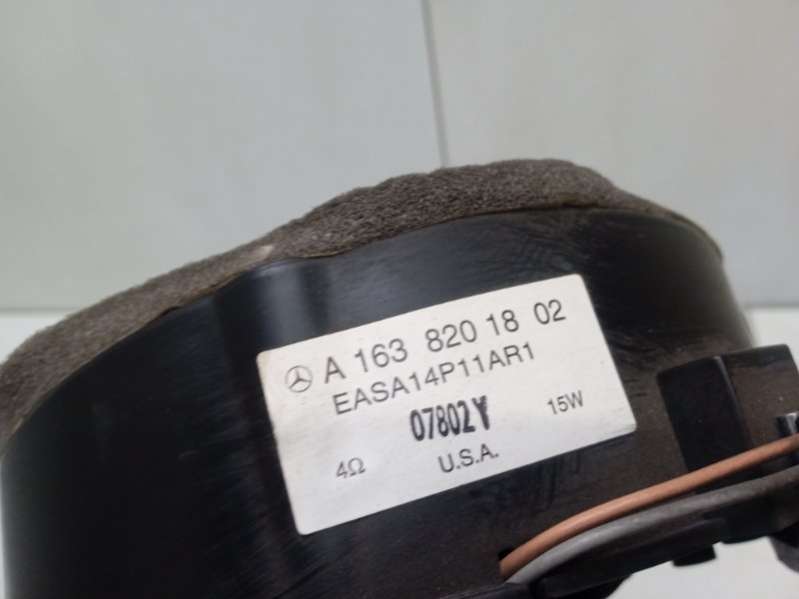 A 163 820 18 02
EASA14P11AR1
07802Y 15W
4Ω U.S.A.